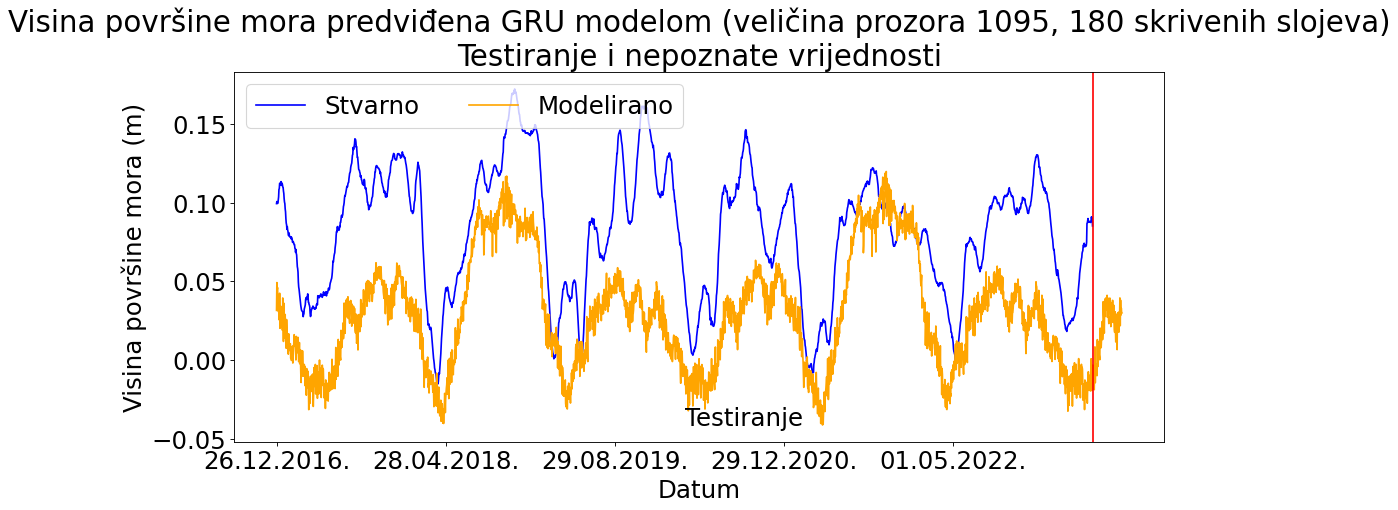 Visina površine mora predviđena GRU modelom (veličina prozora 1095, 180 skrivenih slojeva)
Testiranje i nepoznate vrijednosti
Stvarno
Modelirano
Visina površine mora (m)
0.15
0.10
0.05
0.00
−0.05
Testiranje
26.12.2016.
28.04.2018.
29.08.2019.
29.12.2020.
01.05.2022.
Datum